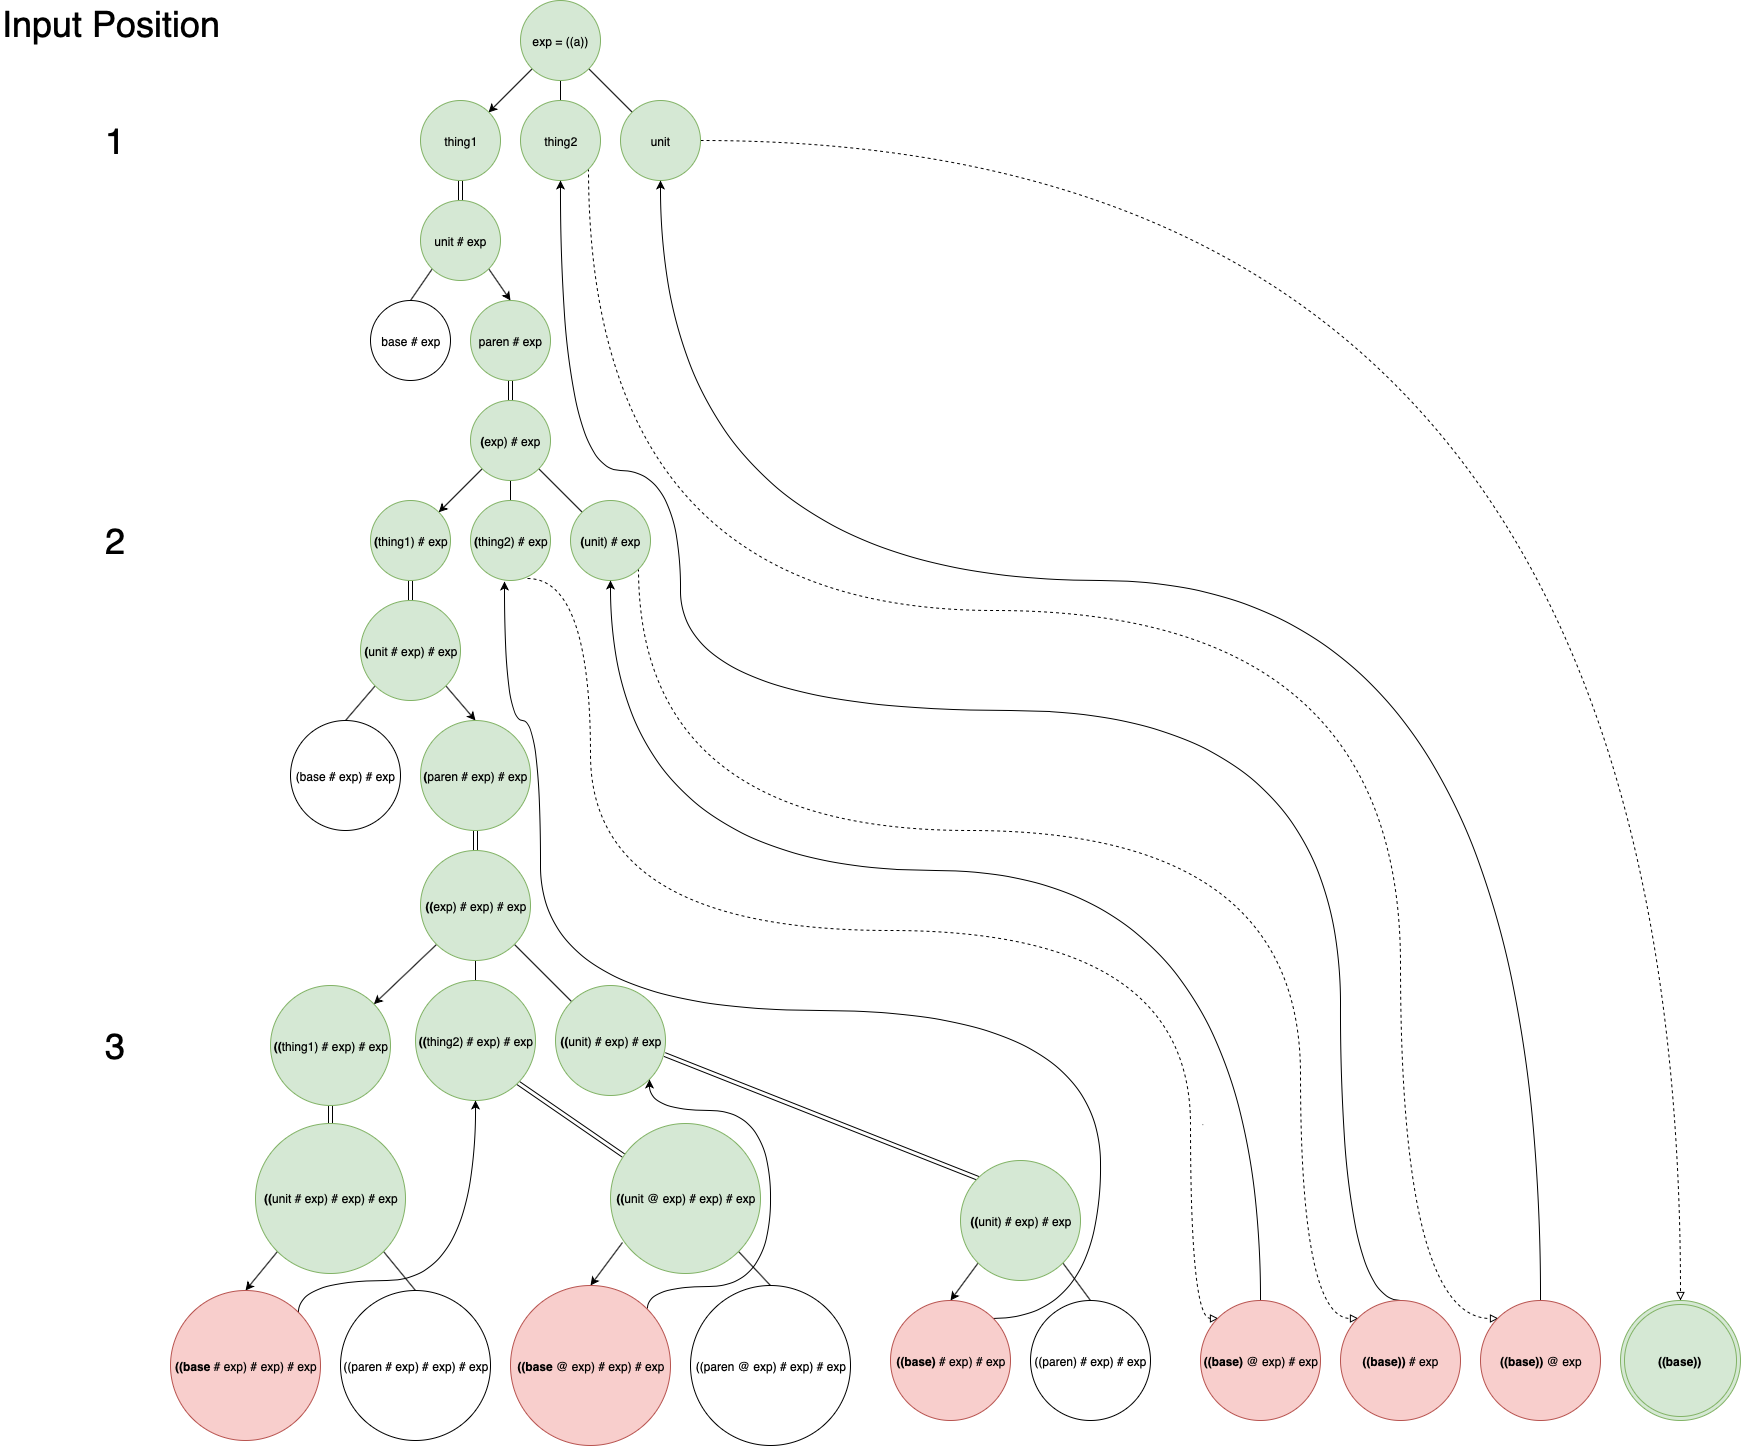 Input Position
exp = ((a))
1
thing1
thing2
unit
unit # exp
base # exp
paren # exp
(exp) # exp
2
(thing1) # exp
(thing2) # exp
(unit) # exp
(unit # exp) # exp
(base # exp) # exp
(paren # exp) # exp
((exp) # exp) # exp
3
((thing1) # exp) # exp
((thing2) # exp) # exp
((unit) # exp) # exp
((unit # exp) # exp) # exp
((unit @ exp) # exp) # exp
((unit) # exp) # exp
((base # exp) # exp) # exp
((paren # exp) # exp) # exp
((base @ exp) # exp) # exp
((paren @ exp) # exp) # exp
((base) # exp) # exp
((paren) # exp) # exp
((base) @ exp) # exp
((base)) # exp
((base)) @ exp
((base))